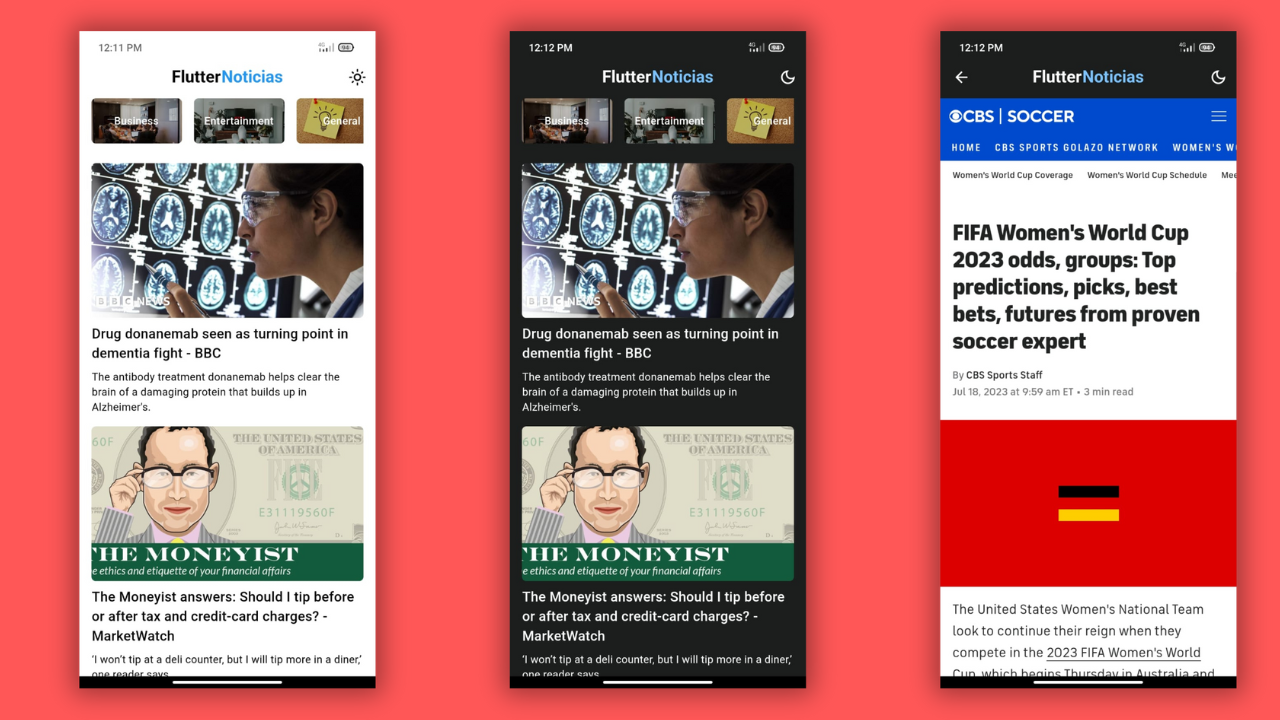 12:11 PM
4G
94
FlutterNoticias
Business
Entertainment
General
BBC NEWS
Drug donanemab seen as turning point in
dementia fight - BBC
The antibody treatment donanemab helps clear the
brain of a damaging protein that builds up in
Alzheimer's.
60F
THE UNITED STATES
OF AMERICA
FIVE
E31119560F
THE MONEYIST
e ethics and etiquette of your financial affairs
The Moneyist answers: Should I tip before
or after tax and credit-card charges? -
MarketWatch
‘I won’t tip at a deli counter, but I will tip more in a diner,’
one reader says
12:12 PM
4G
94
FlutterNoticias
Business
Entertainment
General
BBC NEWS
Drug donanemab seen as turning point in
dementia fight - BBC
The antibody treatment donanemab helps clear the
brain of a damaging protein that builds up in
Alzheimer's.
60F
THE UNITED STATES
OF AMERICA
FIVE
E31119560F
THE MONEYIST
e ethics and etiquette of your financial affairs
The Moneyist answers: Should I tip before
or after tax and credit-card charges? -
MarketWatch
‘I won’t tip at a deli counter, but I will tip more in a diner,’
one reader says
12:12 PM
4G
94
FlutterNoticias
CBS | SOCCER
HOME CBS SPORTS GOLAZO NETWORK WOMEN'S W
Women's World Cup Coverage Women's World Cup Schedule Mee
FIFA Women's World Cup
2023 odds, groups: Top
predictions, picks, best
bets, futures from proven
soccer expert
By CBS Sports Staff
Jul 18, 2023 at 9:59 am ET • 3 min read
The United States Women's National Team
look to continue their reign when they
compete in the 2023 FIFA Women's World
Cup, which begins Thursday in Australia and